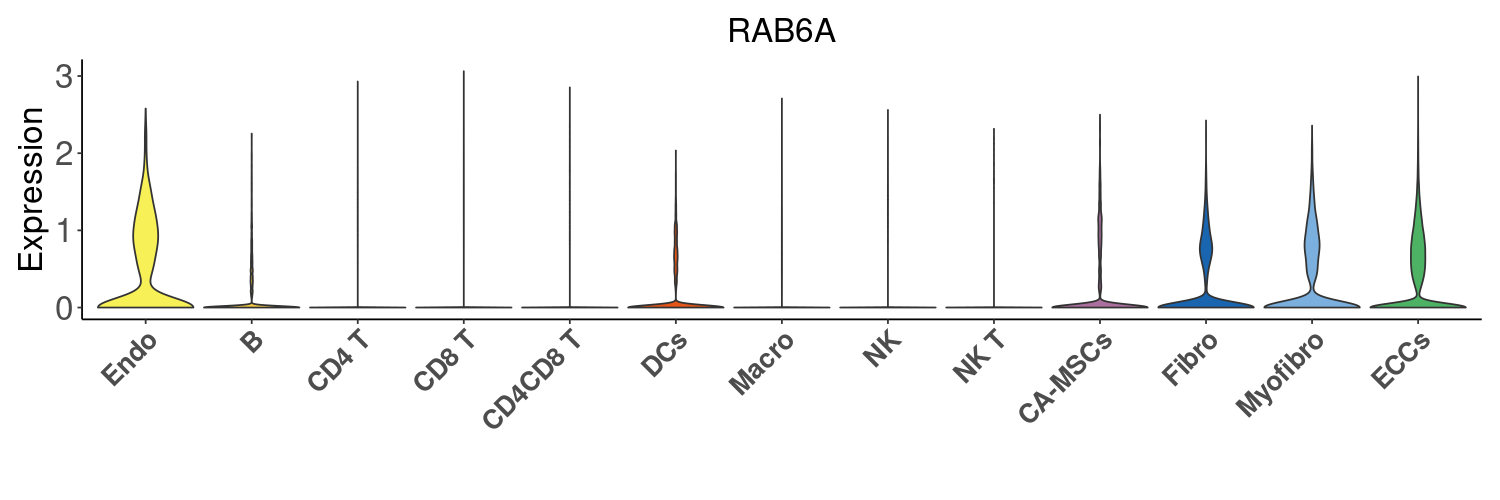 RAB6A
Expression
3
2
1
0
Endo
B
CD4 T
CD8 T
CD4CD8 T
DCs
Macro
NK
NK T
CA-MSCs
Fibro
Myofibro
ECCs